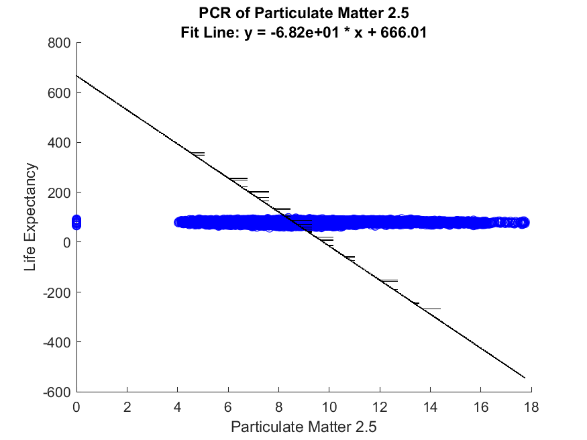 PCR of Particulate Matter 2.5
Fit Line: y = -6.82e+01 * x + 666.01
800
600
400
200
0
-200
-400
-600
Life Expectancy
0 2 4 6 8 10 12 14 16 18
Particulate Matter 2.5